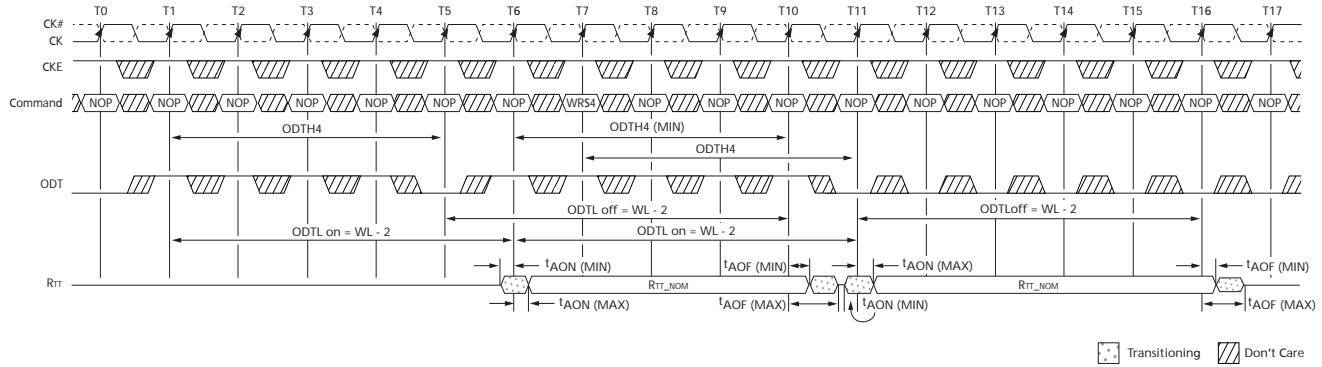 T0 T1 T2 T3 T4 T5 T6 T7 T8 T9 T10 T11 T12 T13 T14 T15 T16 T17
CK#
CK
CKE
Command NOP NOP NOP NOP NOP NOP NOP WRS4 NOP NOP NOP NOP NOP NOP NOP NOP NOP NOP
ODTH4 ODTH4 (MIN)
ODTH4
ODT
ODTL off = WL - 2 ODTLoff = WL - 2
ODTL on = WL - 2 ODTL on = WL - 2
tAON (MIN) tAOF (MIN) tAON (MAX) tAOF (MIN)
RTT RTT_NOM RTT_NOM
tAON (MAX) tAOF (MAX) tAON (MIN) tAOF (MAX)
Transitioning Don't Care